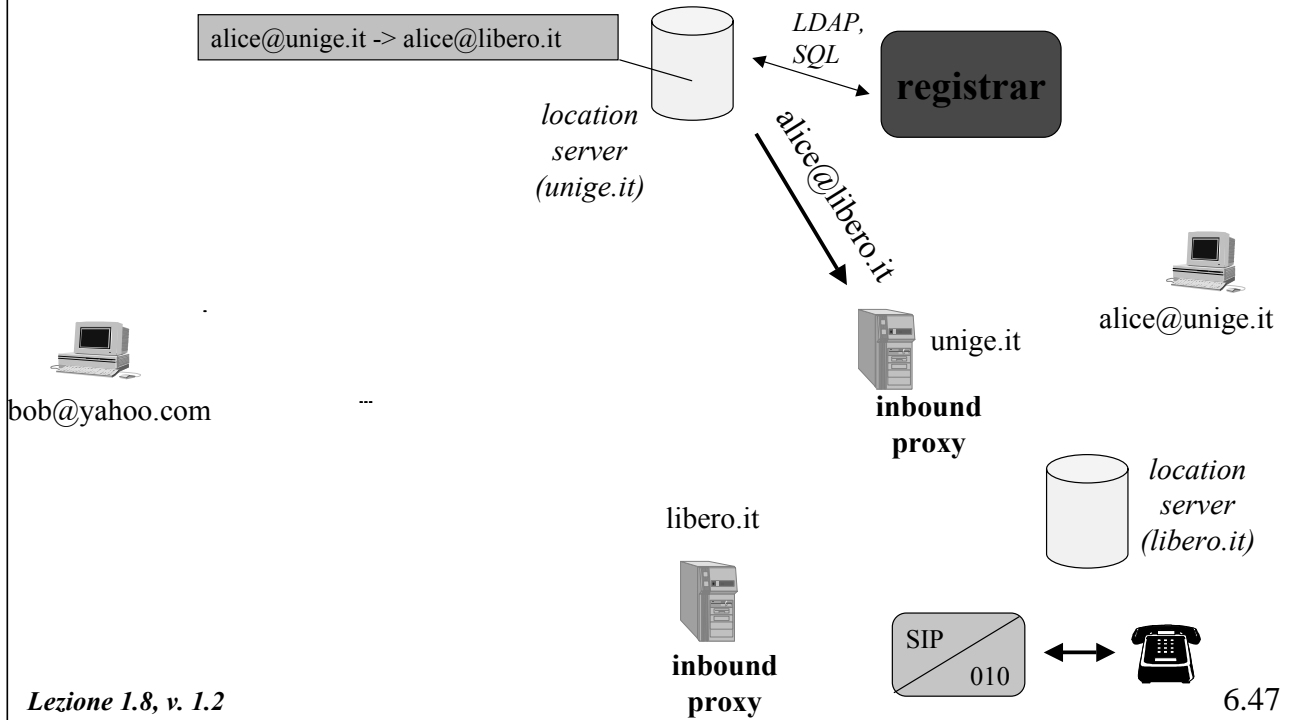 alice@unige.it -> alice@libero.it
LDAP,
SQL
registrar
location
server
(unige.it)
alice@libero.it
alice@unige.it
unige.it
inbound
proxy
bob@yahoo.com
location
server
(libero.it)
libero.it
inbound
proxy
SIP
010
Lezione 1.8, v. 1.2
6.47